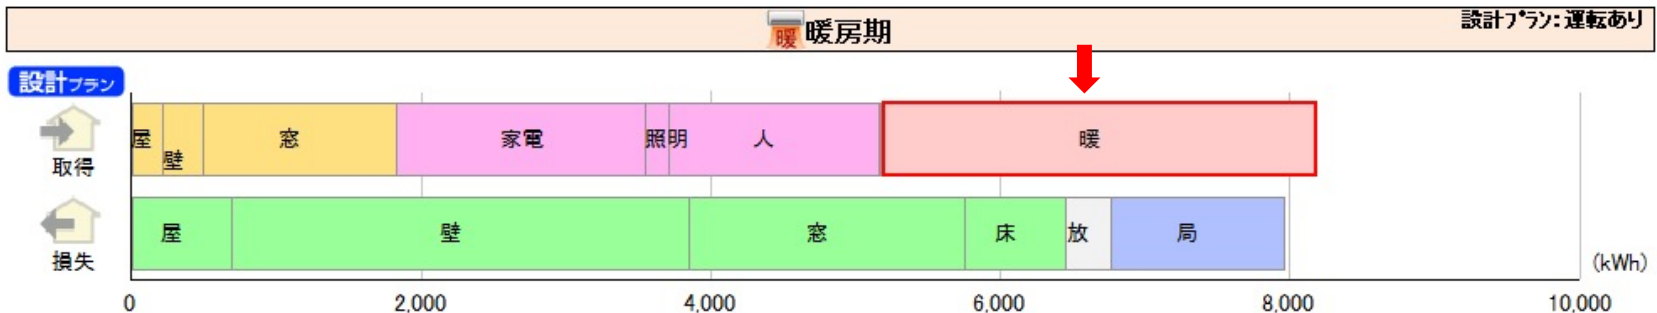 暖 暖房期
設計プラン:運転あり
設計プラン
屋 壁 窓 家電 照明 人 暖
取得
屋 壁 窓 床 放 局
損失
(kWh)
0 2,000 4,000 6,000 8,000 10,000